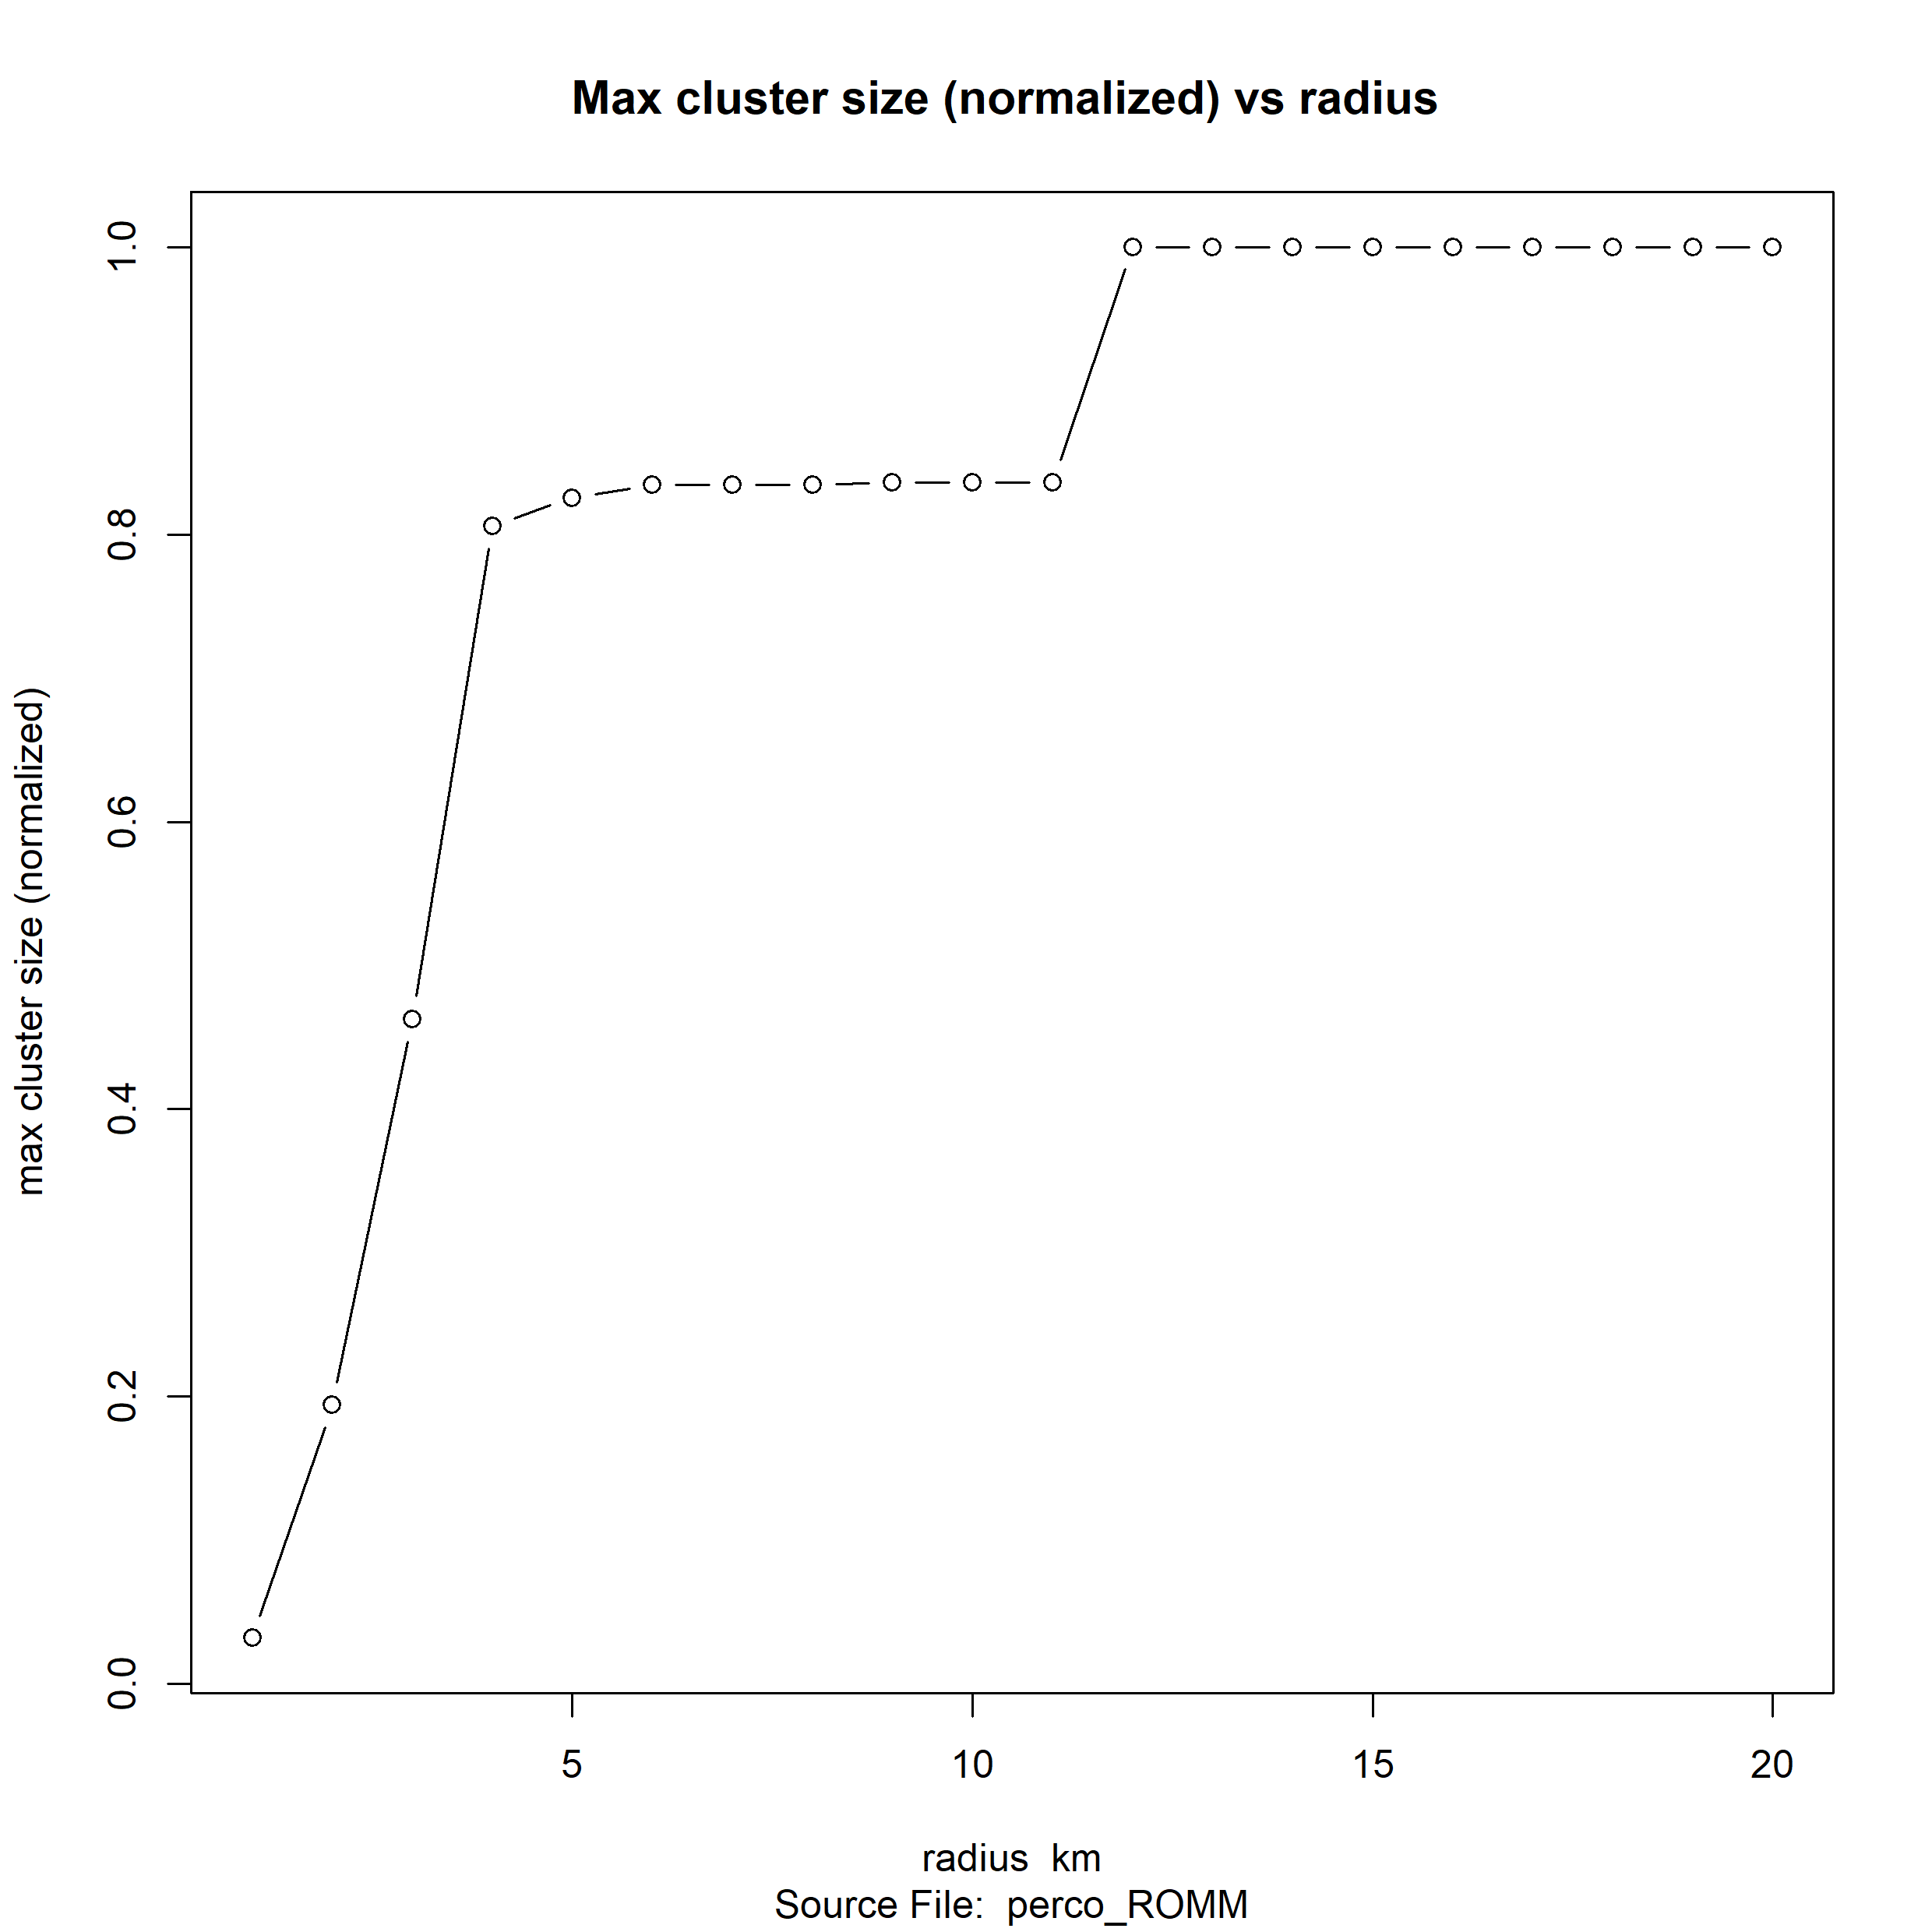 Max cluster size (normalized) vs radius
max cluster size (normalized)
1.0
0.8
0.6
0.4
0.2
0.0
5 10 15 20
radius  km
Source File:  perco_ROMM